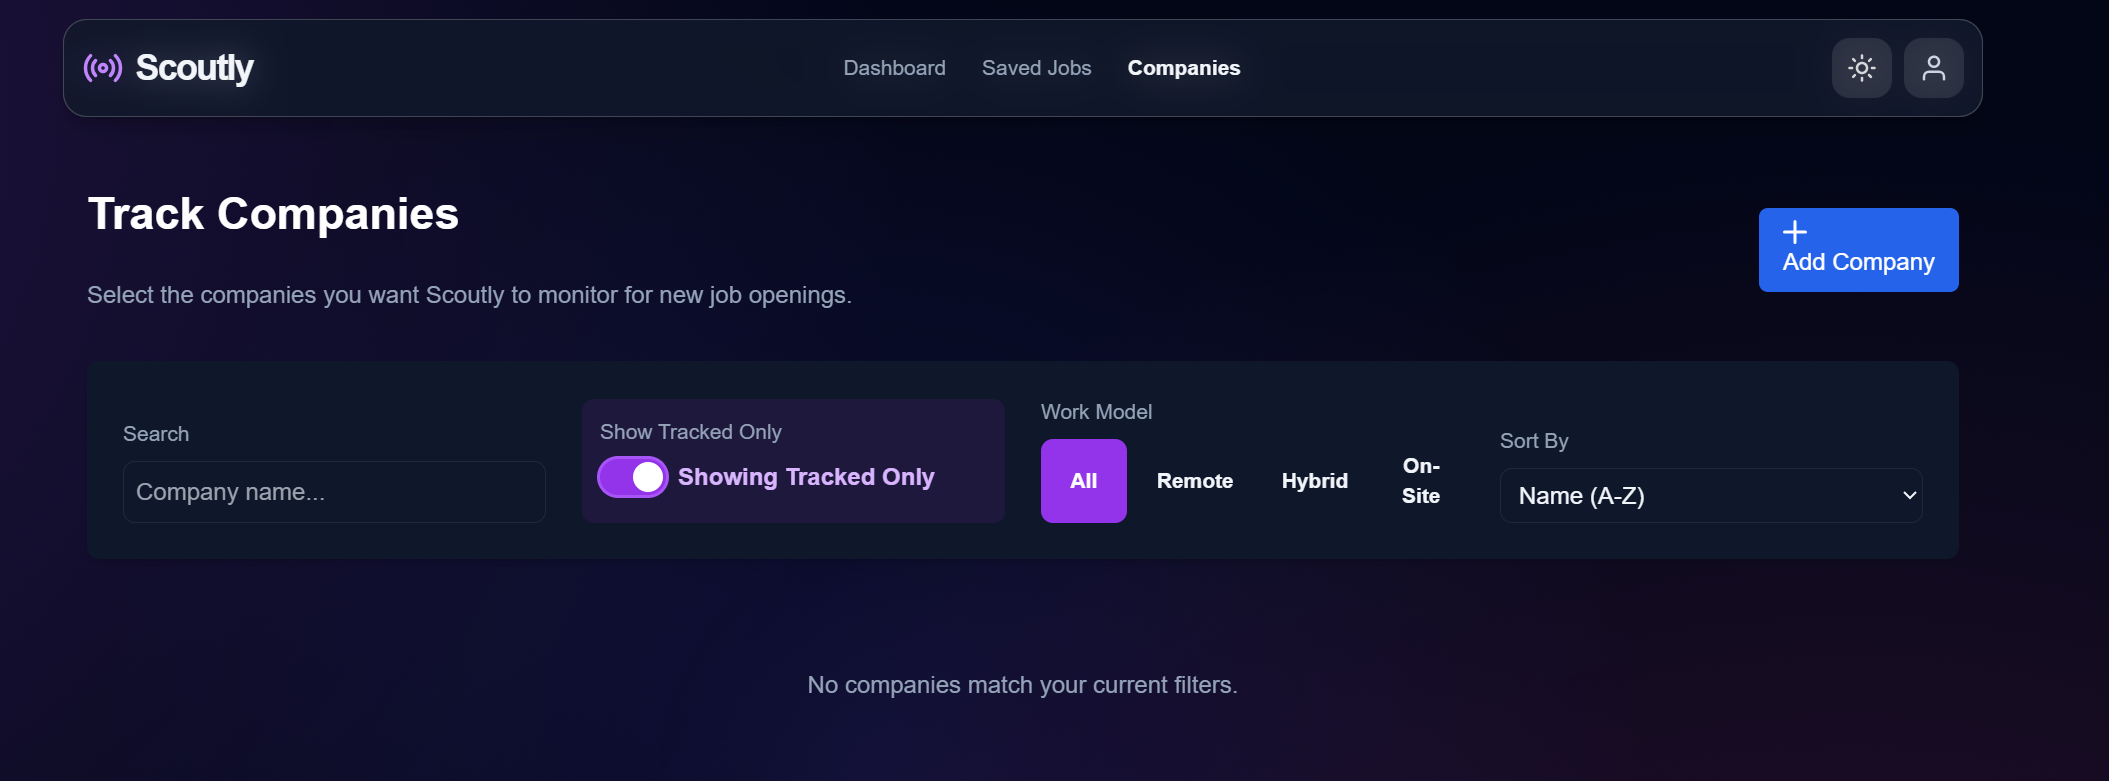 Scoutly
Dashboard
Saved Jobs
Companies
Track Companies
Select the companies you want Scoutly to monitor for new job openings.
Add Company
Search
Company name...
Show Tracked Only
Showing Tracked Only
Work Model
All
Remote
Hybrid
On-
Site
Sort By
Name (A-Z)
No companies match your current filters.